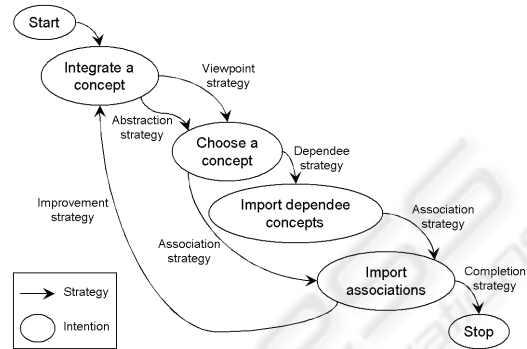 Start
Integrate a
concept
Viewpoint
strategy
Abstraction
strategy
Choose a
concept
Dependee
strategy
Improvement
strategy
Import dependee
concepts
Association
strategy
Association
strategy
Import
associations
Completion
strategy
Strategy
Intention
Stop